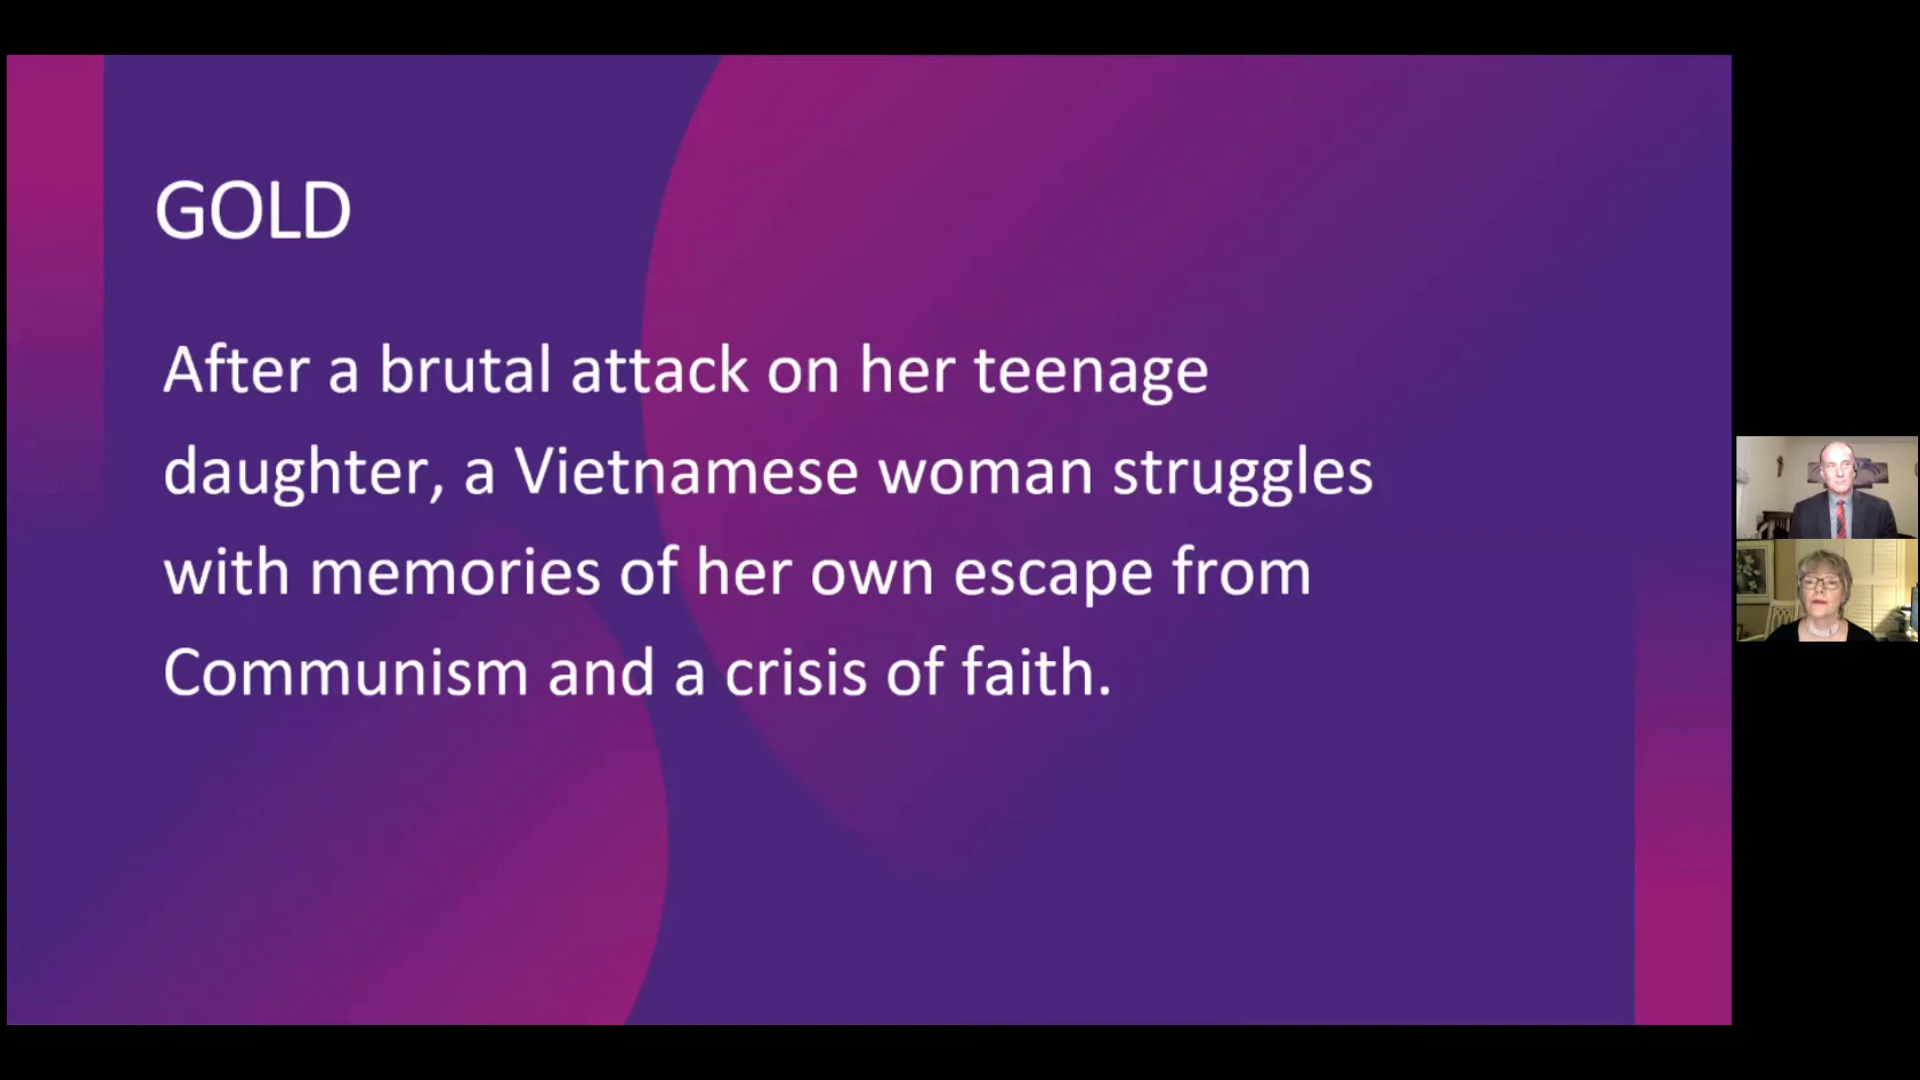 GOLD
After a brutal attack on her teenage
daughter, a Vietnamese woman struggles
with memories of her own escape from
Communism and a crisis of faith.